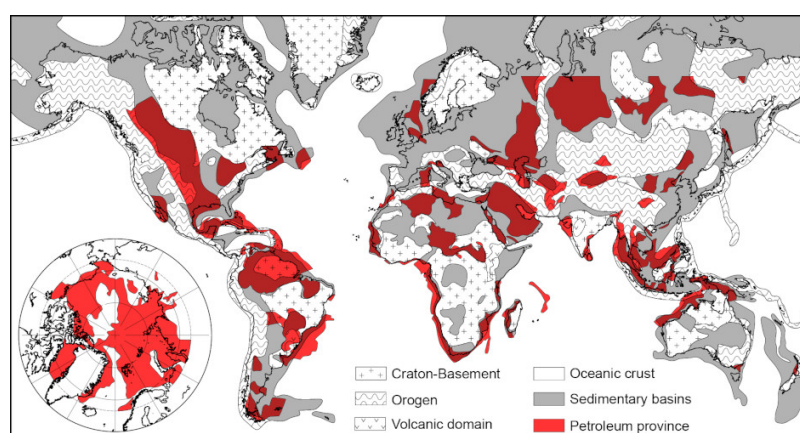 Craton-Basement
Orogen
Volcanic domain
Oceanic crust
Sedimentary basins
Petroleum province